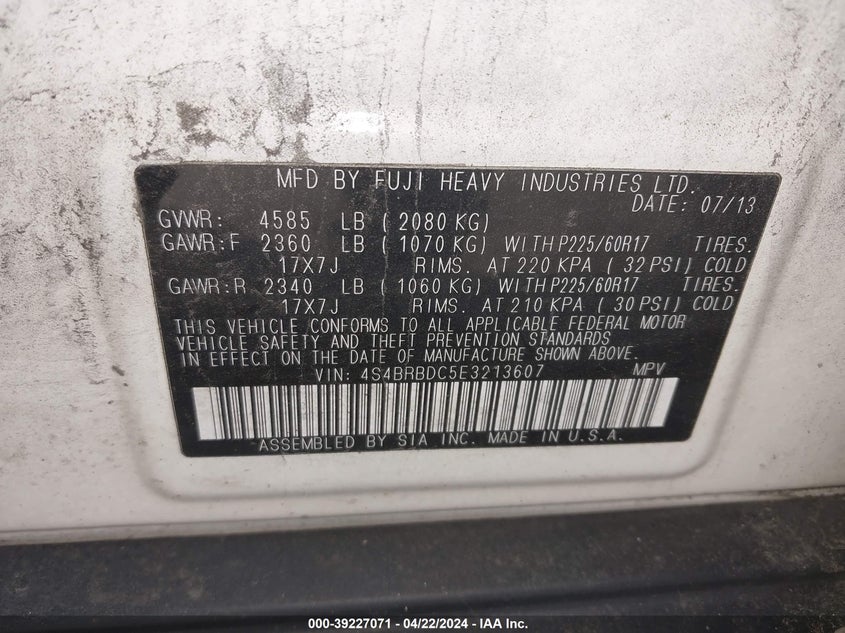 MFD BY FUJI HEAVY INDUSTRIES LTD.
DATE: 07/13
GVWR: 4585 LB ( 2080 KG)
GAWR:F 2360 LB ( 1070 KG) WITH P225/60R17 TIRES.
17X7J RIMS. AT 220 KPA ( 32 PSI) COLD
GAWR:R 2340 LB ( 1060 KG) WITH P225/60R17 TIRES.
17X7J RIMS. AT 210 KPA ( 30 PSI) COLD
THIS VEHICLE CONFORMS TO ALL APPLICABLE FEDERAL MOTOR
VEHICLE SAFETY AND THEFT PREVENTION STANDARDS
IN EFFECT ON THE DATE OF MANUFACTURE SHOWN ABOVE.
VIN: 4S4BRBDC5E3213607 MPV
ASSEMBLED BY SIA INC. MADE IN U.S.A.
000-39227071 - 04/22/2024 - IAA Inc.